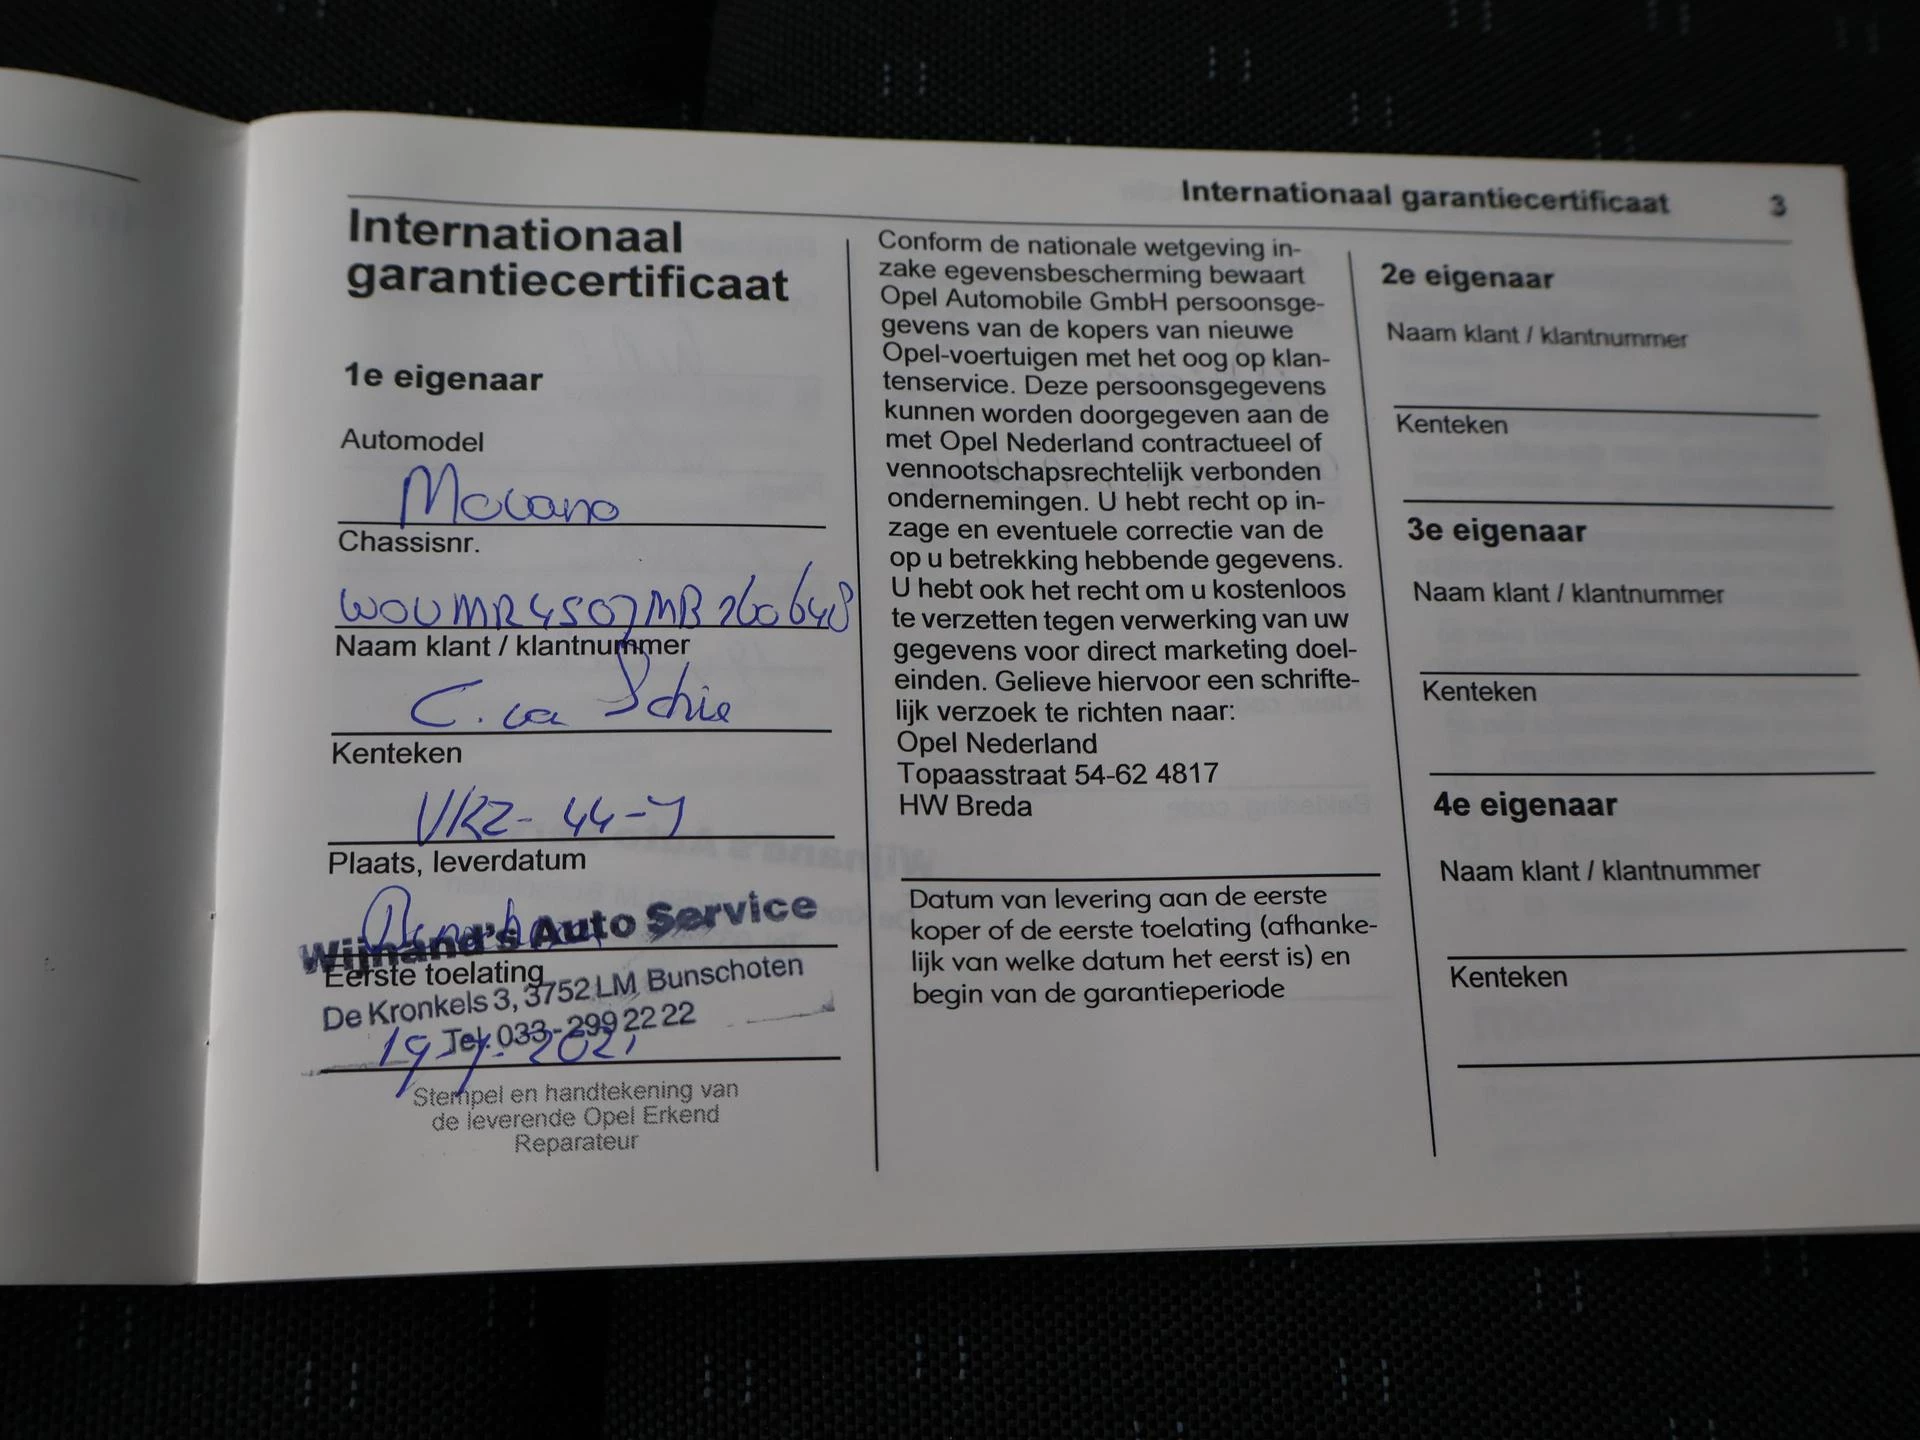 Internationaal garantiecertificaat 3
Internationaal
garantiecertificaat
1e eigenaar
Automodel
Movano
Chassisnr.
Naam klant / klantnummer
C. va Schie
Kenteken
VKZ-44-J
Plaats, leverdatum
Wijnand's Auto Service
Eerste toelating
De Kronkels 3, 3752 LM Bunschoten
Tel. 033-299 22 22
Stempel en handtekening van
de leverende Opel Erkend
Reparateur
Conform de nationale wetgeving in-
zake egevensbescherming bewaart
Opel Automobile GmbH persoonsge-
gevens van de kopers van nieuwe
Opel-voertuigen met het oog op klan-
tenservice. Deze persoonsgegevens
kunnen worden doorgegeven aan de
met Opel Nederland contractueel of
vennootschapsrechtelijk verbonden
ondernemingen. U hebt recht op in-
zage en eventuele correctie van de
op u betrekking hebbende gegevens.
U hebt ook het recht om u kostenloos
te verzetten tegen verwerking van uw
gegevens voor direct marketing doel-
einden. Gelieve hiervoor een schrifte-
lijk verzoek te richten naar:
Opel Nederland
Topaasstraat 54-62 4817
HW Breda
Datum van levering aan de eerste
koper of de eerste toelating (afhanke-
lijk van welke datum het eerst is) en
begin van de garantieperiode
2e eigenaar
Naam klant / klantnummer
Kenteken
3e eigenaar
Naam klant / klantnummer
Kenteken
4e eigenaar
Naam klant / klantnummer
Kenteken